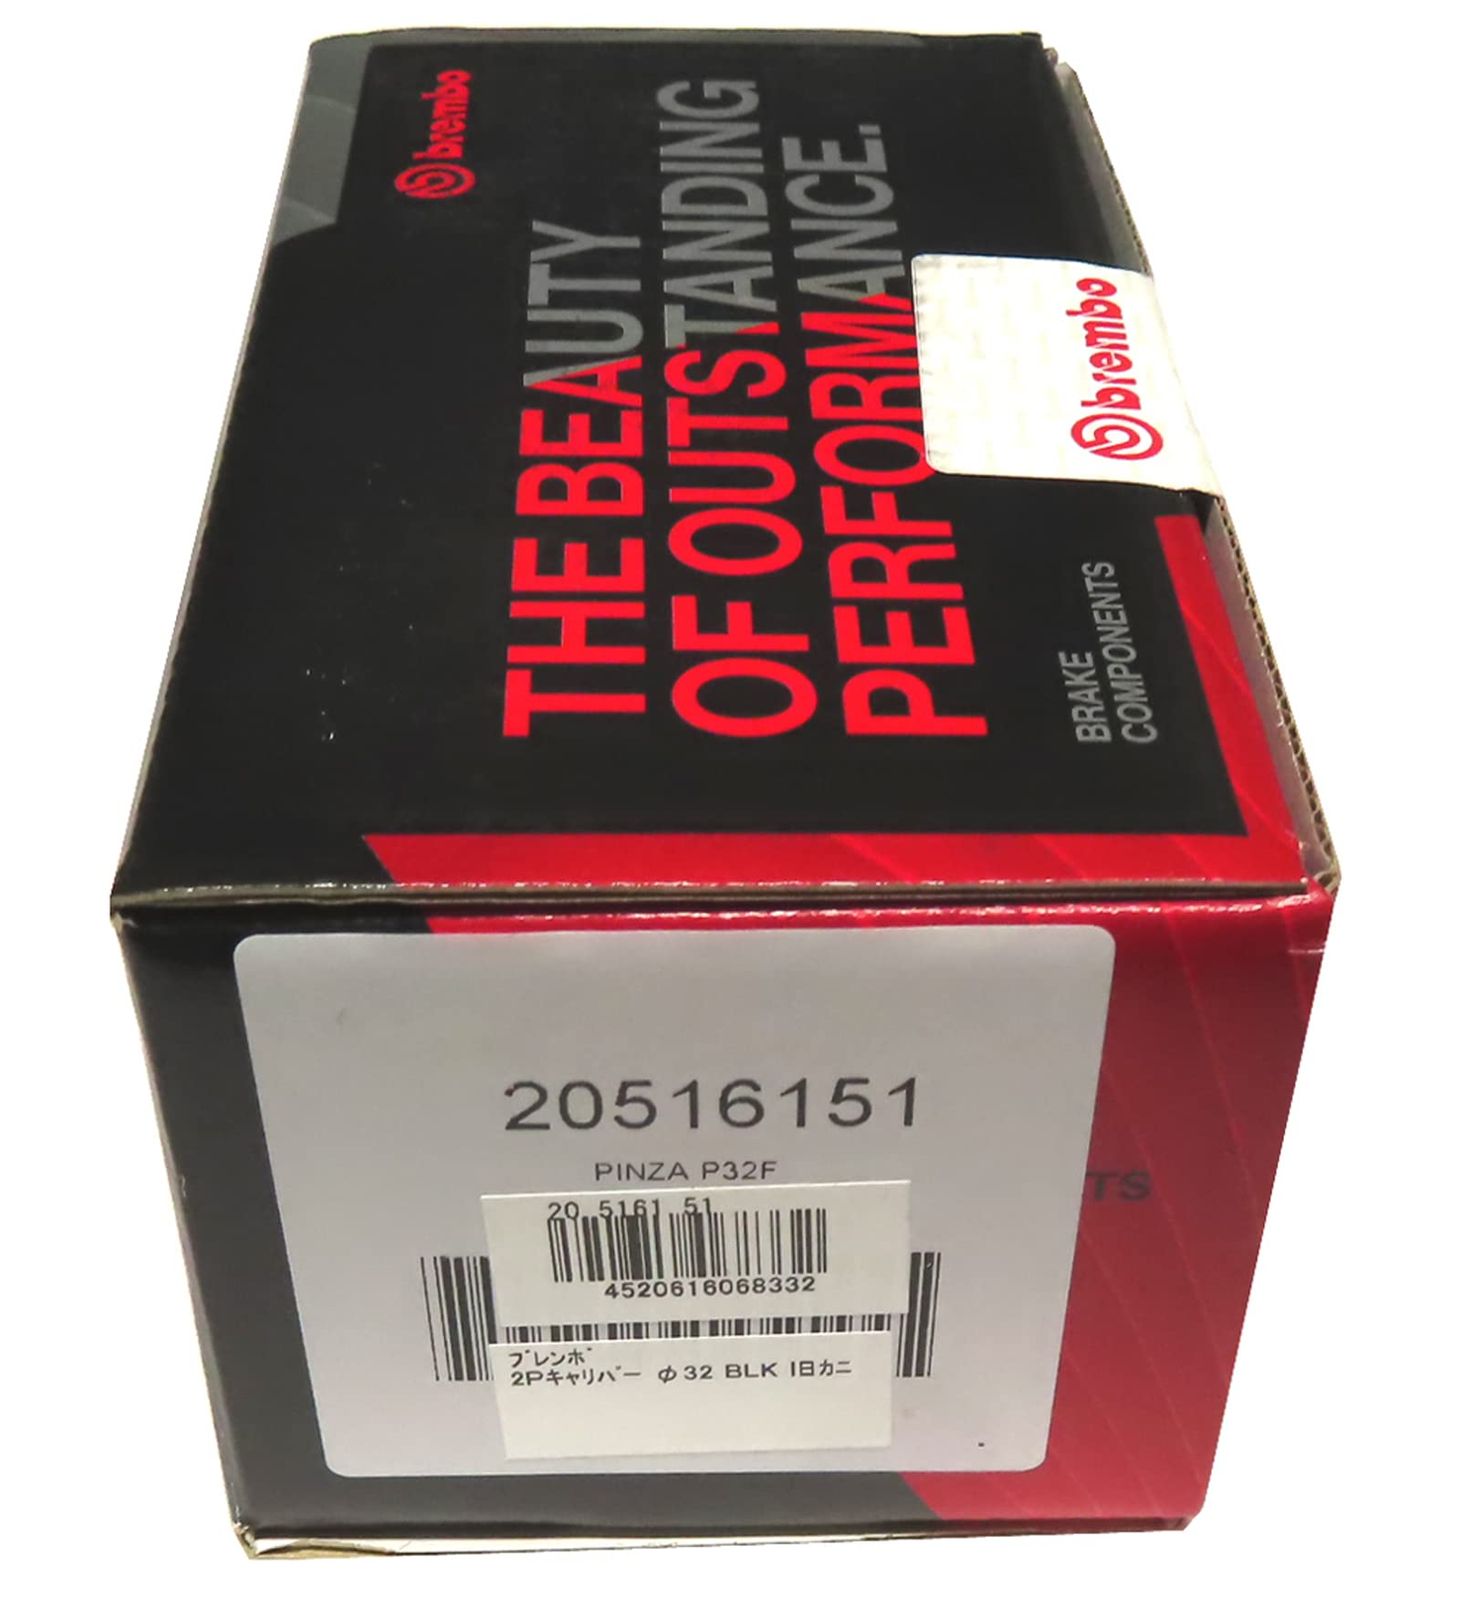 brembo
THE BEAUTY
OF OUTSTANDING
PERFORMANCE.
brembo
BRAKE
COMPONENTS
20516151
PINZA P32F
TS
20 5161 51
4520616068332
ブレンボ
2Pキャリパー φ32 BLK 旧カニ